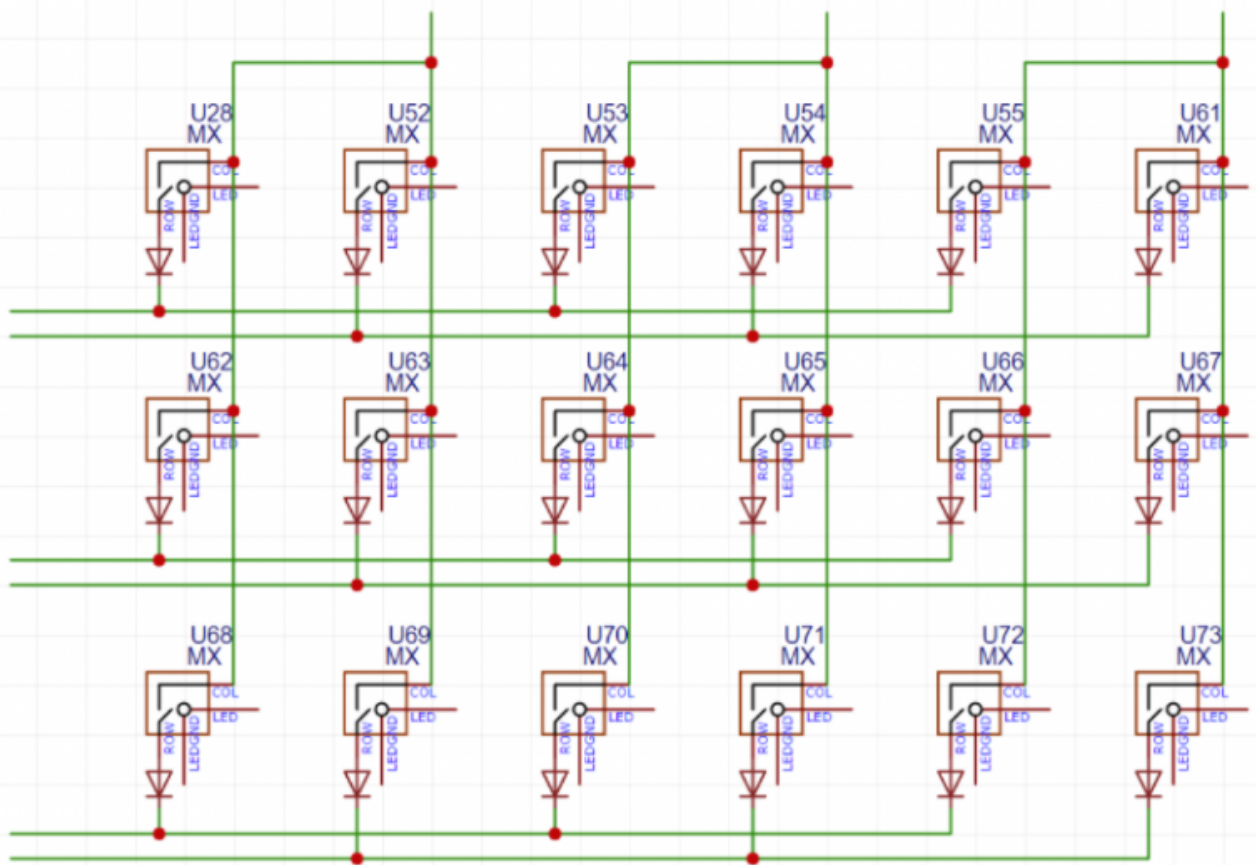 U28 U52 U53 U54 U55 U61
MX MX MX MX MX MX
COL COL COL COL COL COL
LED LED LED LED LED LED
ROW LEDGND ROW LEDGND ROW LEDGND ROW LEDGND ROW LEDGND ROW LEDGND
U62 U63 U64 U65 U66 U67
MX MX MX MX MX MX
COL COL COL COL COL COL
LED LED LED LED LED LED
ROW LEDGND ROW LEDGND ROW LEDGND ROW LEDGND ROW LEDGND ROW LEDGND
U68 U69 U70 U71 U72 U73
MX MX MX MX MX MX
COL COL COL COL COL COL
LED LED LED LED LED LED
ROW LEDGND ROW LEDGND ROW LEDGND ROW LEDGND ROW LEDGND ROW LEDGND